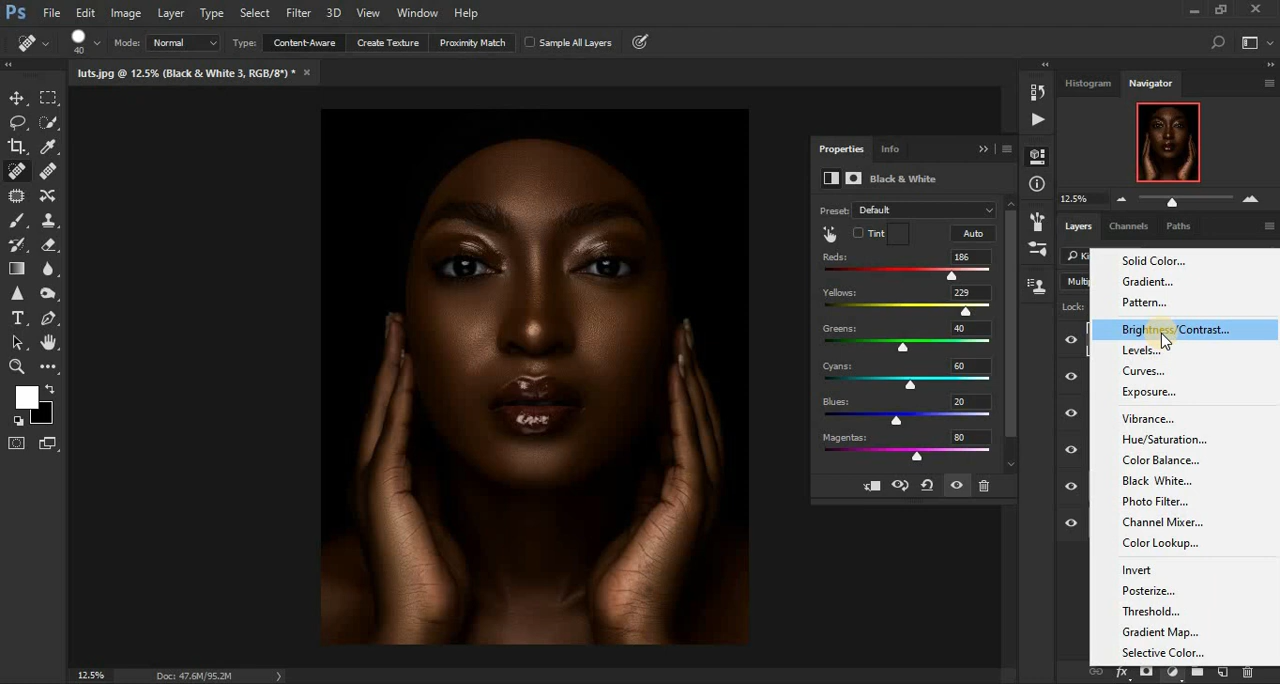 Ps File Edit Image Layer Type Select Filter 3D View Window Help
40 Mode: Normal Type: Content-Aware Create Texture Proximity Match Sample All Layers
luts.jpg @ 12.5% (Black & White 3, RGB/8*) * ×
Histogram Navigator
12.5%
Properties Info
Black & White
Preset: Default
Tint Auto
Reds: 186
Yellows: 229
Greens: 40
Cyans: 60
Blues: 20
Magentas: 80
Layers Channels Paths
Lock:
Solid Color...
Gradient...
Pattern...
Brightness/Contrast...
Levels...
Curves...
Exposure...
Vibrance...
Hue/Saturation...
Color Balance...
Black White...
Photo Filter...
Channel Mixer...
Color Lookup...
Invert
Posterize...
Threshold...
Gradient Map...
Selective Color...
fx
12.5% Doc: 47.6M/95.2M